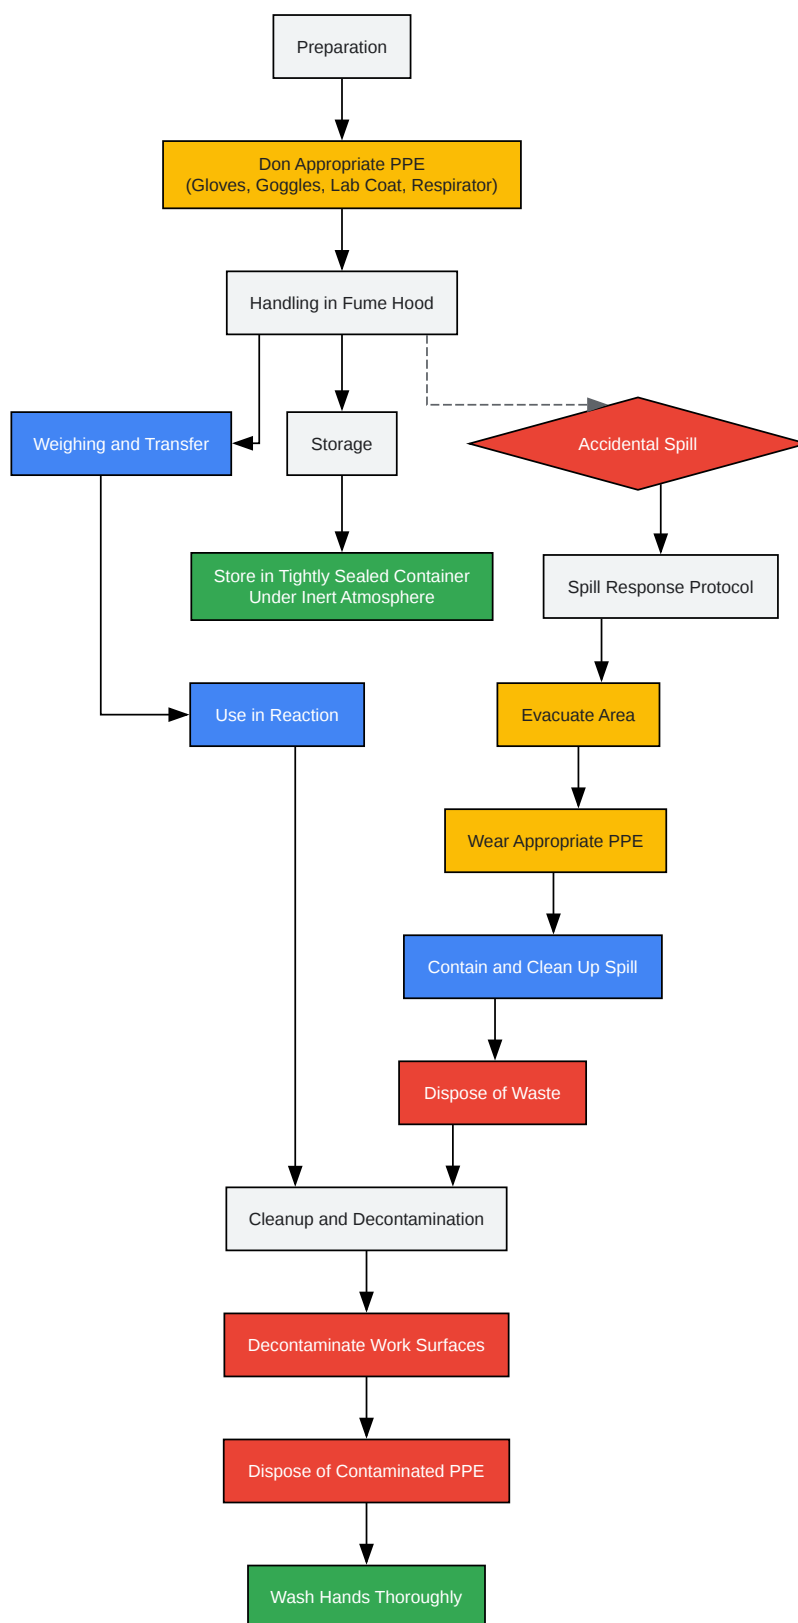 Preparation
Don Appropriate PPE
(Gloves, Goggles, Lab Coat, Respirator)
Handling in Fume Hood
Weighing and Transfer
Storage
Accidental Spill
Store in Tightly Sealed Container
Under Inert Atmosphere
Spill Response Protocol
Use in Reaction
Evacuate Area
Wear Appropriate PPE
Contain and Clean Up Spill
Dispose of Waste
Cleanup and Decontamination
Decontaminate Work Surfaces
Dispose of Contaminated PPE
Wash Hands Thoroughly